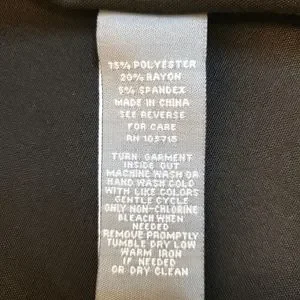 75% POLYESTER
20% RAYON
5% SPANDEX
MADE IN CHINA
SEE REVERSE
FOR CARE
RN 103715
TURN GARMENT
INSIDE OUT
MACHINE WASH OR
HAND WASH COLD
WITH LIKE COLORS
GENTLE CYCLE
ONLY NON-CHLORINE
BLEACH WHEN
NEEDED
REMOVE PROMPTLY
TUMBLE DRY LOW
WARM IRON
IF NEEDED
OR DRY CLEAN